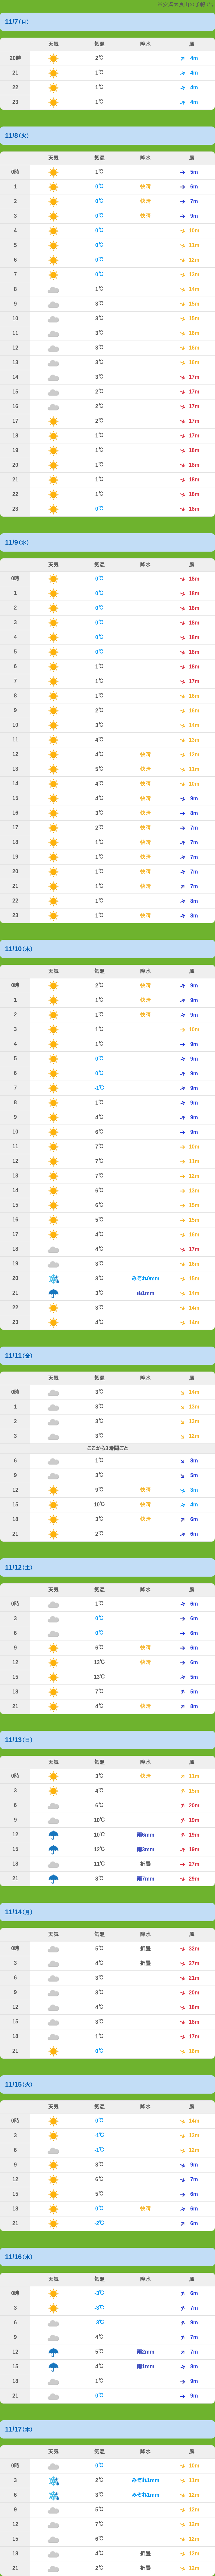 11/7(月)
天気 気温 降水 風
20時 2℃ 4m
21 1℃ 4m
22 1℃ 4m
23 1℃ 4m
11/8(火)
天気 気温 降水 風
0時 1℃ 5m
1 0℃ 快晴 6m
2 0℃ 快晴 7m
3 0℃ 快晴 9m
4 0℃ 10m
5 0℃ 11m
6 0℃ 12m
7 0℃ 13m
8 1℃ 14m
9 3℃ 15m
10 3℃ 15m
11 3℃ 16m
12 3℃ 16m
13 3℃ 16m
14 3℃ 17m
15 2℃ 17m
16 2℃ 17m
17 2℃ 17m
18 1℃ 17m
19 1℃ 18m
20 1℃ 18m
21 1℃ 18m
22 1℃ 18m
23 0℃ 18m
11/9(水)
天気 気温 降水 風
0時 0℃ 18m
1 0℃ 18m
2 0℃ 18m
3 0℃ 18m
4 0℃ 18m
5 0℃ 18m
6 1℃ 18m
7 1℃ 17m
8 1℃ 16m
9 2℃ 16m
10 3℃ 14m
11 4℃ 13m
12 4℃ 快晴 12m
13 5℃ 快晴 11m
14 4℃ 快晴 10m
15 4℃ 快晴 9m
16 3℃ 快晴 8m
17 2℃ 快晴 7m
18 1℃ 快晴 7m
19 1℃ 快晴 7m
20 1℃ 快晴 7m
21 1℃ 快晴 7m
22 1℃ 快晴 8m
23 1℃ 快晴 8m
11/10(木)
天気 気温 降水 風
0時 2℃ 快晴 9m
1 1℃ 快晴 9m
2 1℃ 快晴 9m
3 1℃ 10m
4 1℃ 9m
5 0℃ 9m
6 0℃ 9m
7 -1℃ 9m
8 1℃ 9m
9 4℃ 9m
10 6℃ 9m
11 7℃ 10m
12 7℃ 11m
13 7℃ 12m
14 6℃ 13m
15 6℃ 15m
16 5℃ 15m
17 4℃ 16m
18 4℃ 17m
19 3℃ 16m
20 3℃ みぞれ0mm 15m
21 3℃ 雨1mm 14m
22 3℃ 14m
23 4℃ 14m
11/11(金)
天気 気温 降水 風
0時 3℃ 14m
1 3℃ 13m
2 3℃ 13m
3 3℃ 12m
ここから3時間ごと
6 1℃ 8m
9 3℃ 5m
12 9℃ 快晴 3m
15 10℃ 快晴 4m
18 3℃ 快晴 6m
21 2℃ 6m
11/12(土)
天気 気温 降水 風
0時 1℃ 6m
3 0℃ 6m
6 0℃ 6m
9 6℃ 快晴 6m
12 13℃ 快晴 6m
15 13℃ 5m
18 7℃ 5m
21 4℃ 快晴 8m
11/13(日)
天気 気温 降水 風
0時 3℃ 快晴 11m
3 4℃ 15m
6 6℃ 20m
9 10℃ 19m
12 10℃ 雨6mm 19m
15 12℃ 雨3mm 19m
18 11℃ 折畳 27m
21 8℃ 雨7mm 29m
11/14(月)
天気 気温 降水 風
0時 5℃ 折畳 32m
3 4℃ 折畳 27m
6 3℃ 21m
9 3℃ 20m
12 4℃ 18m
15 3℃ 18m
18 1℃ 17m
21 0℃ 16m
11/15(火)
天気 気温 降水 風
0時 0℃ 14m
3 -1℃ 13m
6 -1℃ 12m
9 3℃ 9m
12 6℃ 7m
15 5℃ 6m
18 0℃ 快晴 6m
21 -2℃ 6m
11/16(水)
天気 気温 降水 風
0時 -3℃ 6m
3 -3℃ 7m
6 -3℃ 9m
9 4℃ 7m
12 5℃ 雨2mm 7m
15 4℃ 雨1mm 8m
18 1℃ 9m
21 0℃ 9m
11/17(木)
天気 気温 降水 風
0時 0℃ 10m
3 2℃ みぞれ1mm 11m
6 3℃ みぞれ1mm 12m
9 5℃ 12m
12 7℃ 12m
15 6℃ 12m
18 4℃ 折畳 12m
21 2℃ 折畳 12m